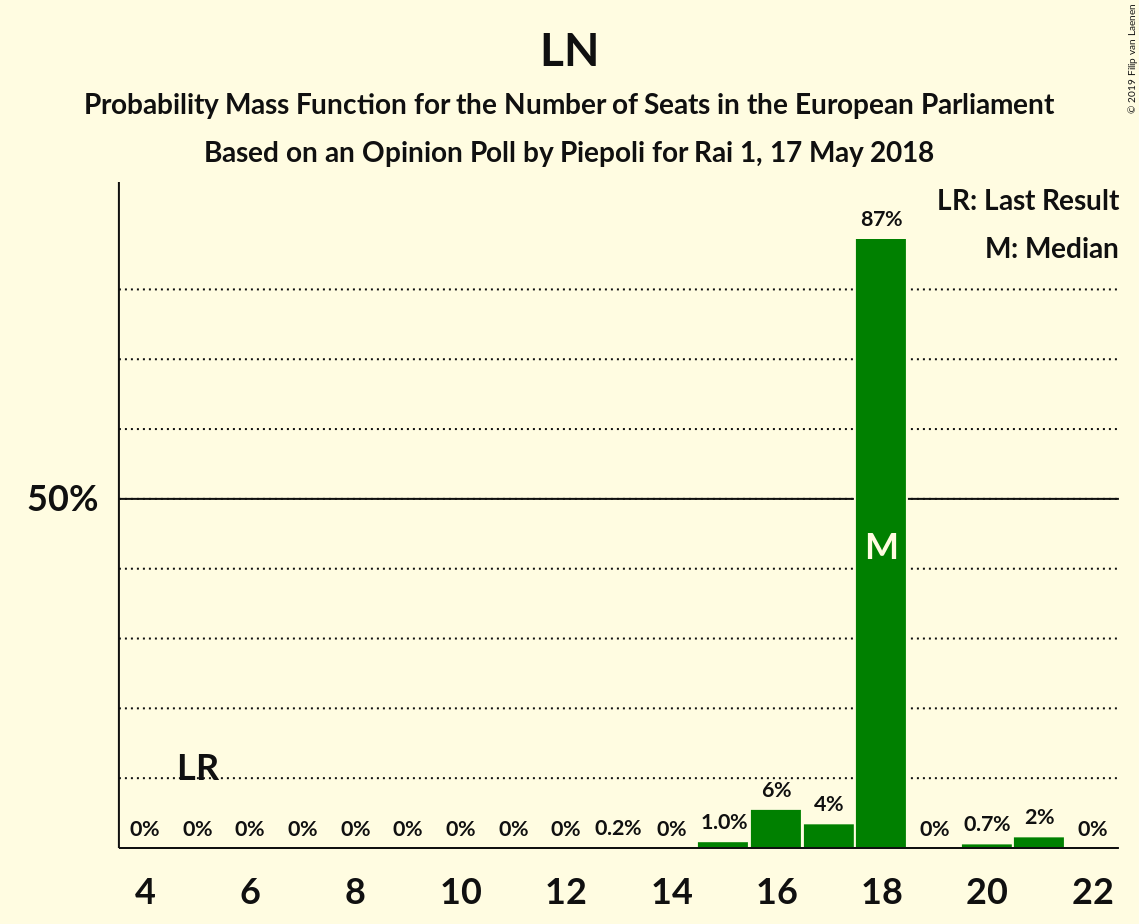 LN
Probability Mass Function for the Number of Seats in the European Parliament
Based on an Opinion Poll by Piepoli for Rai 1, 17 May 2018
© 2019 Filip van Laenen
LR: Last Result
M: Median
87%
50%
M
LR
0% 0% 0% 0% 0% 0% 0% 0% 0% 0.2% 0% 1.0% 6% 4% 0% 0.7% 2% 0%
4 6 8 10 12 14 16 18 20 22